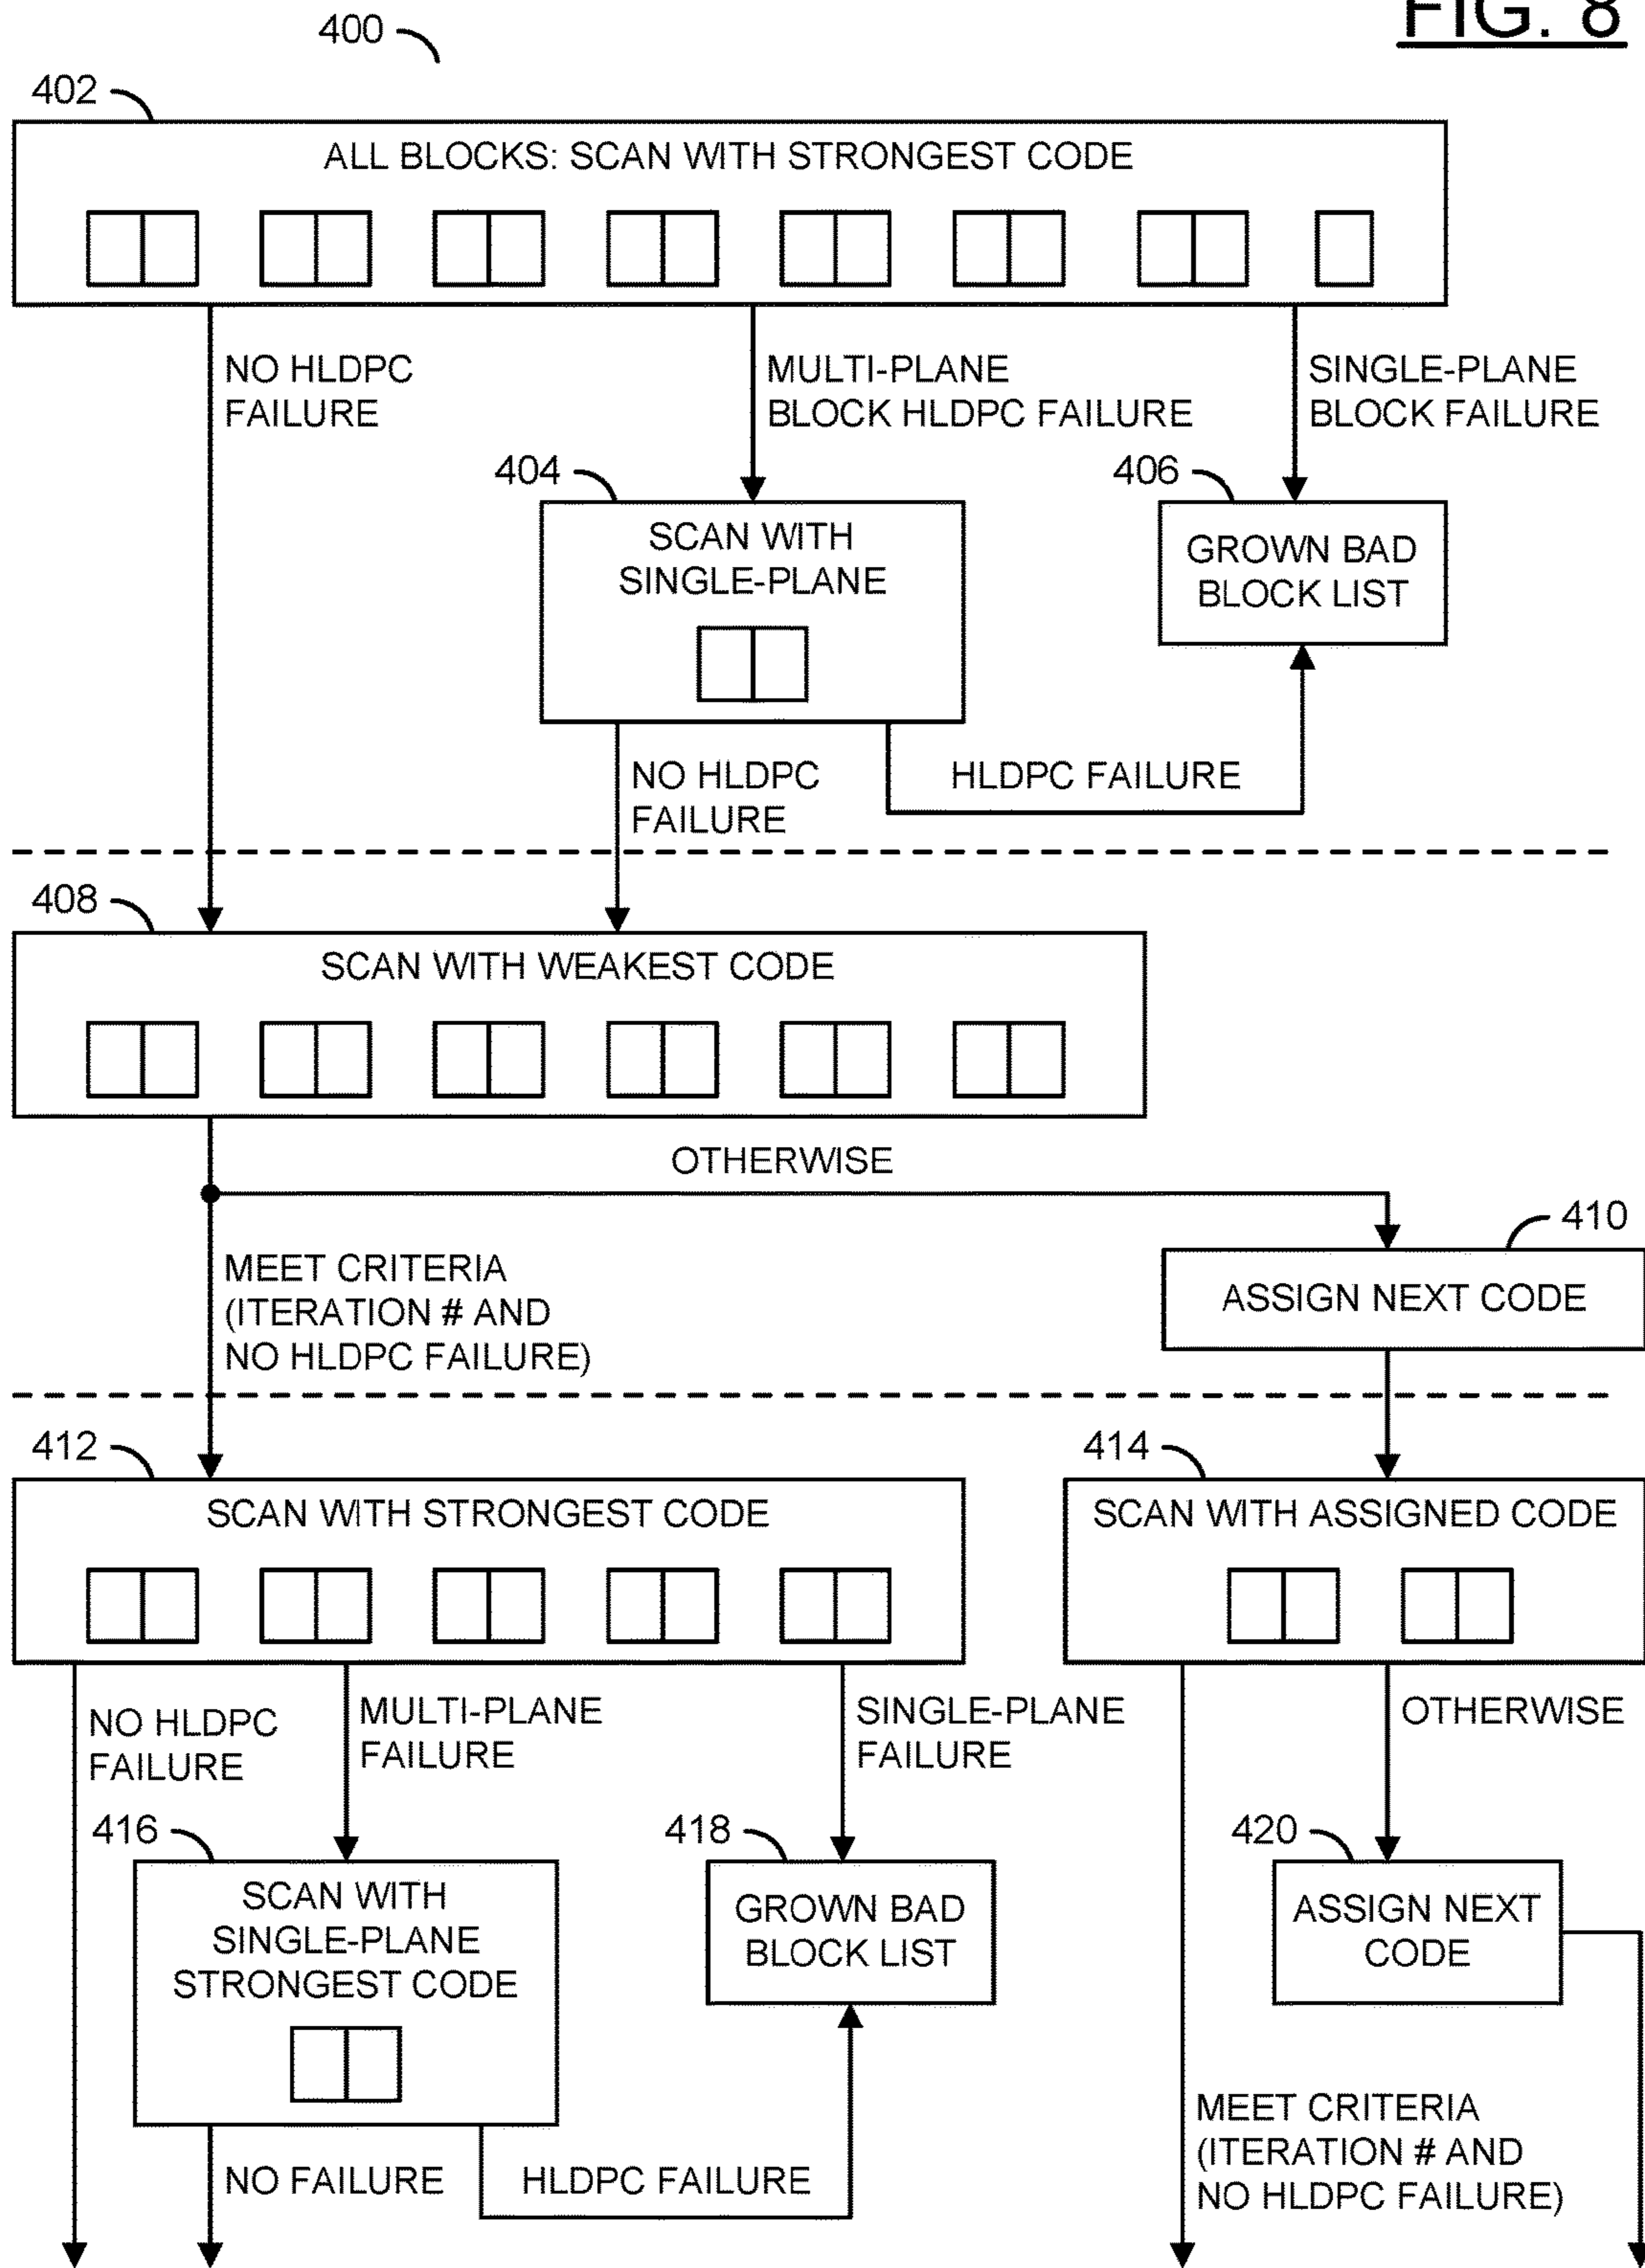 FIG. 8
400
402
ALL BLOCKS: SCAN WITH STRONGEST CODE
NO HLDPC
FAILURE
MULTI-PLANE
BLOCK HLDPC FAILURE
SINGLE-PLANE
BLOCK FAILURE
404
SCAN WITH
SINGLE-PLANE
406
GROWN BAD
BLOCK LIST
NO HLDPC
FAILURE
HLDPC FAILURE
408
SCAN WITH WEAKEST CODE
OTHERWISE
410
ASSIGN NEXT CODE
MEET CRITERIA
(ITERATION # AND
NO HLDPC FAILURE)
412
SCAN WITH STRONGEST CODE
414
SCAN WITH ASSIGNED CODE
NO HLDPC
FAILURE
MULTI-PLANE
FAILURE
SINGLE-PLANE
FAILURE
OTHERWISE
416
SCAN WITH
SINGLE-PLANE
STRONGEST CODE
418
GROWN BAD
BLOCK LIST
420
ASSIGN NEXT
CODE
NO FAILURE
HLDPC FAILURE
MEET CRITERIA
(ITERATION # AND
NO HLDPC FAILURE)